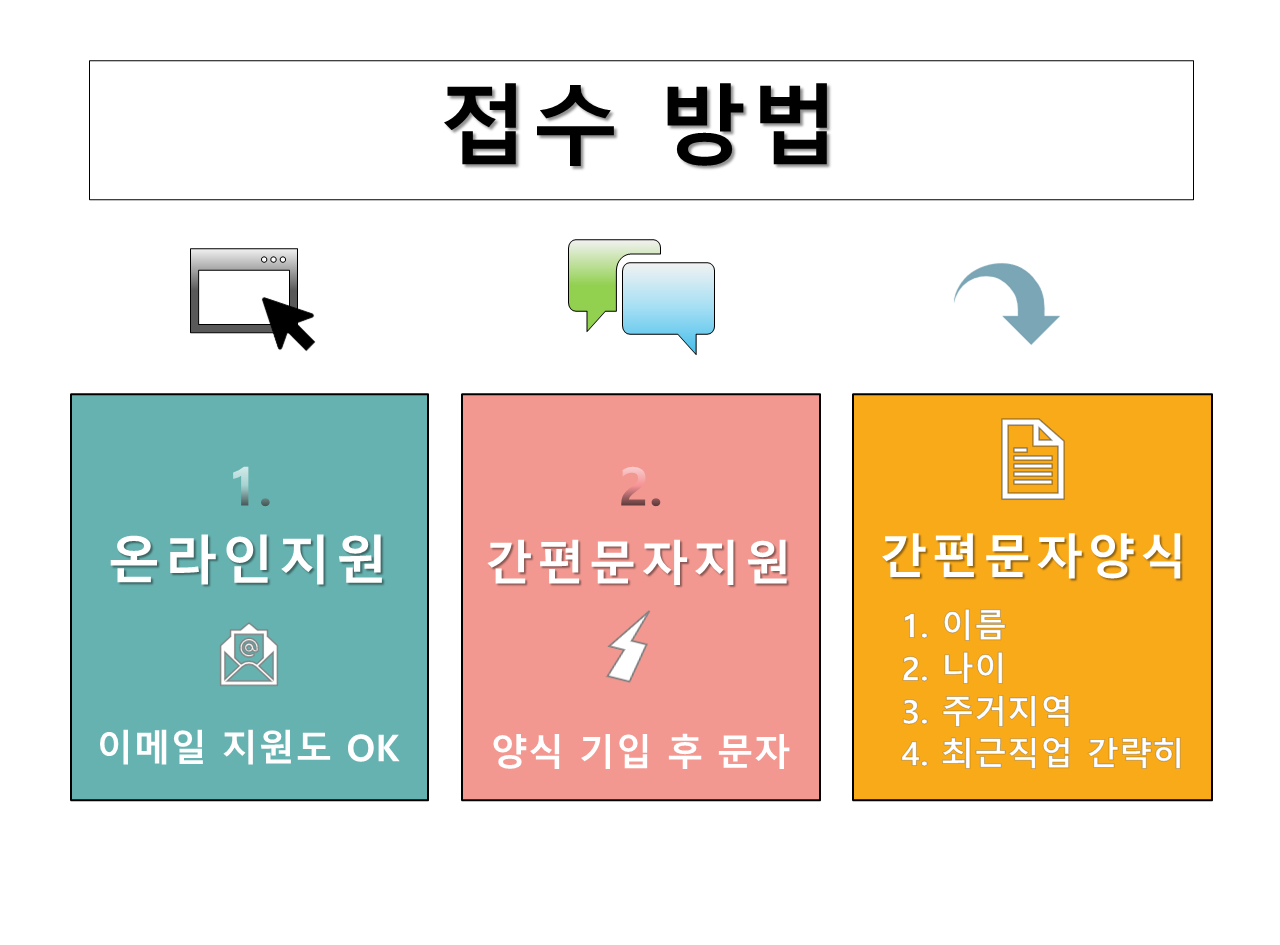 접수 방법
1.
온라인지원
@
이메일 지원도 OK
2.
간편문자지원
양식 기입 후 문자
간편문자양식
1. 이름
2. 나이
3. 주거지역
4. 최근직업 간략히